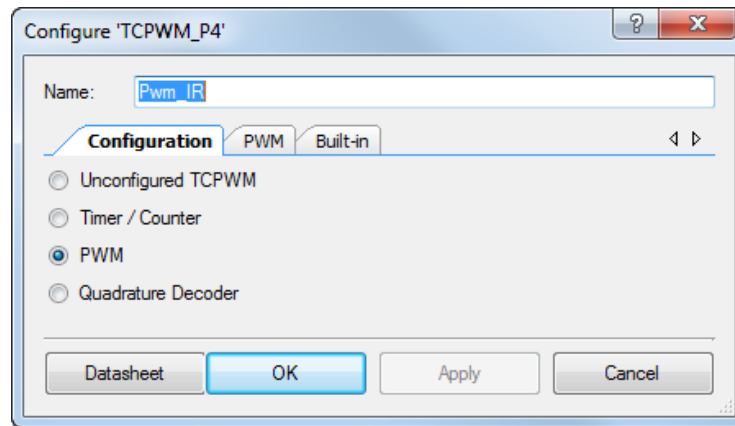 Configure 'TCPWM_P4'
Name: Pwm_IR
Configuration PWM Built-in
Unconfigured TCPWM
Timer / Counter
PWM
Quadrature Decoder
Datasheet OK Apply Cancel